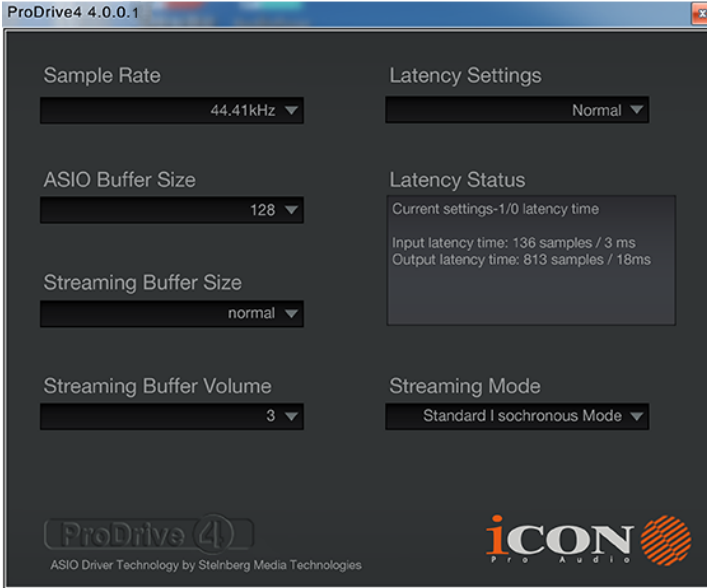 ProDrive4 4.0.0.1
Sample Rate
44.41kHz
Latency Settings
Normal
ASIO Buffer Size
128
Latency Status
Current settings-1/0 latency time
Input latency time: 136 samples / 3 ms
Output latency time: 813 samples / 18ms
Streaming Buffer Size
normal
Streaming Buffer Volume
3
Streaming Mode
Standard I sochronous Mode
ProDrive 4
ASIO Driver Technology by Stelnberg Media Technologies
iCON
Pro Audio